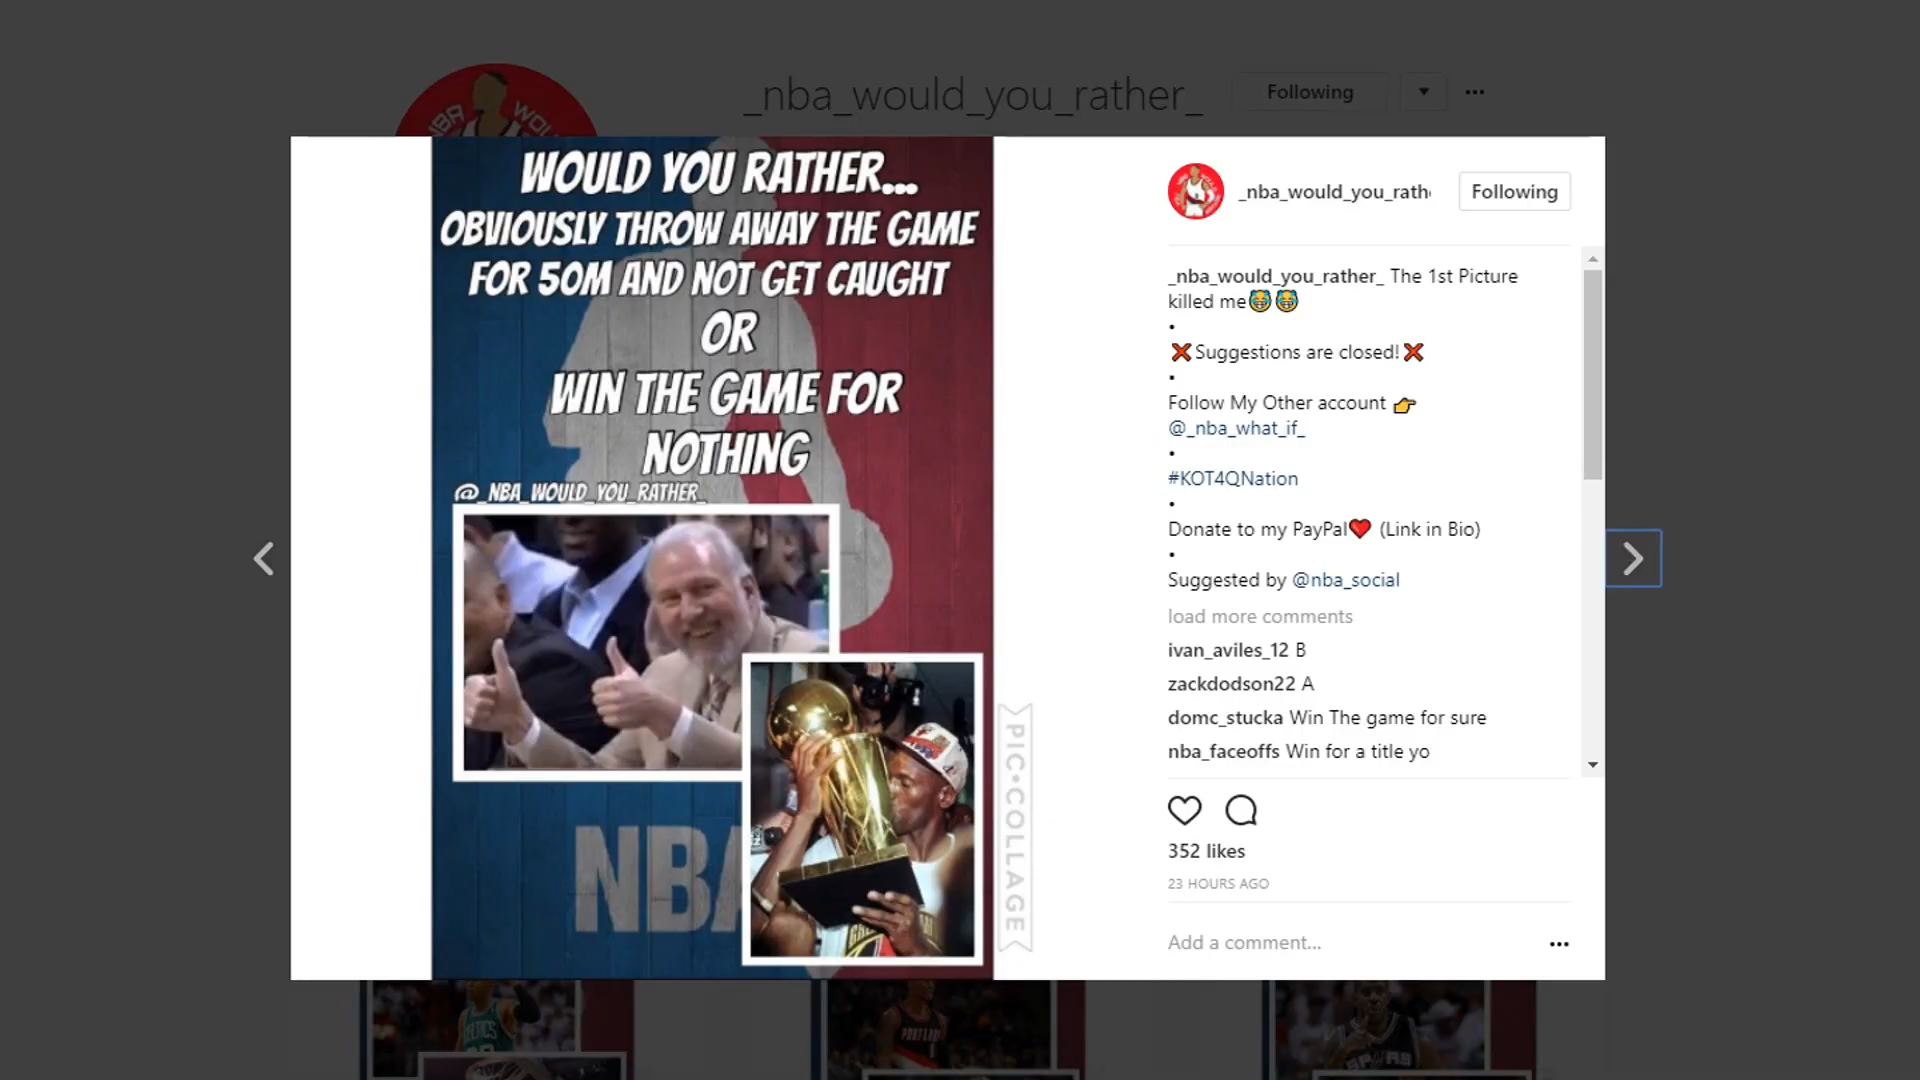 _nba_would_you_rather_
Following
WOULD YOU RATHER...
OBVIOUSLY THROW AWAY THE GAME
FOR 50M AND NOT GET CAUGHT
OR
WIN THE GAME FOR
NOTHING
@_NBA_WOULD_YOU_RATHER_
NBA
PIC•COLLAGE
_nba_would_you_rath
Following
_nba_would_you_rather_ The 1st Picture
killed me😹😹
•
❌Suggestions are closed!❌
•
Follow My Other account 👉
@_nba_what_if_
•
#KOT4QNation
•
Donate to my PayPal❤️ (Link in Bio)
•
Suggested by @nba_social
load more comments
ivan_aviles_12 B
zackdodson22 A
domc_stucka Win The game for sure
nba_faceoffs Win for a title yo
352 likes
23 HOURS AGO
Add a comment...
CELTICS
PORTLAND
1
SPURS